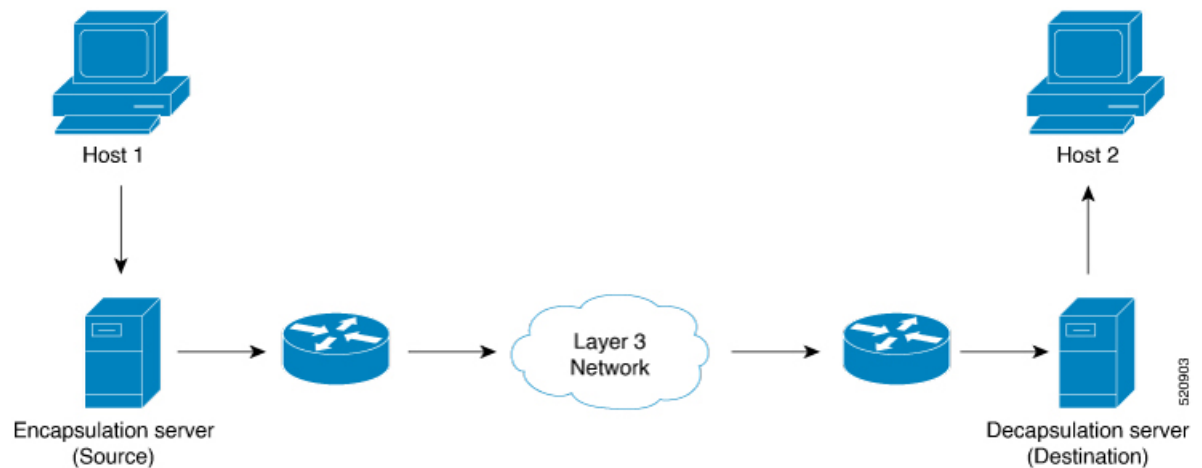 Host 1
Host 2
Layer 3
Network
Encapsulation server
(Source)
Decapsulation server
(Destination)
520903